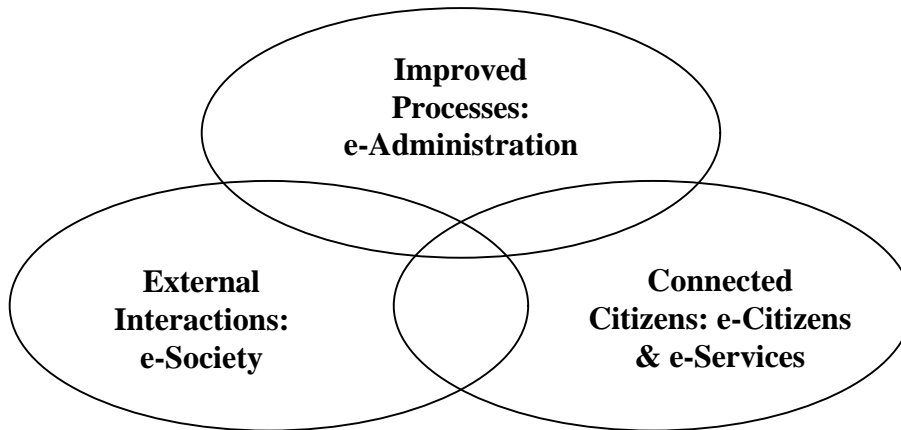 Improved
Processes:
e-Administration
External
Interactions:
e-Society
Connected
Citizens: e-Citizens
& e-Services